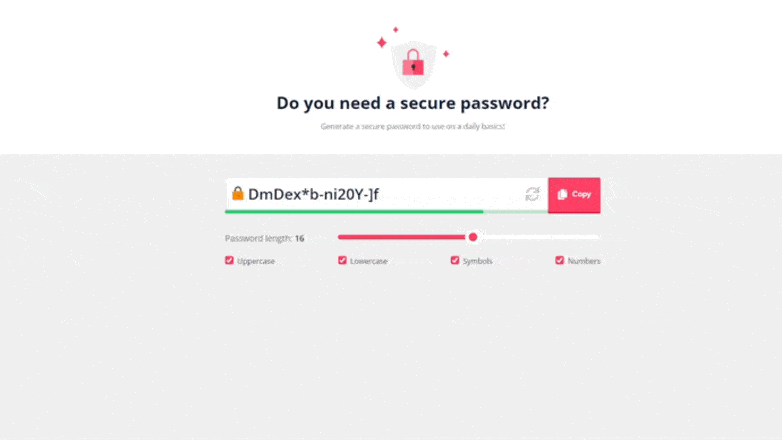 Do you need a secure password?
Generate a secure password to use on a daily basics!
DmDex*b-ni20Y-]f
Copy
Password length: 16
Uppercase Lowercase Symbols Numbers